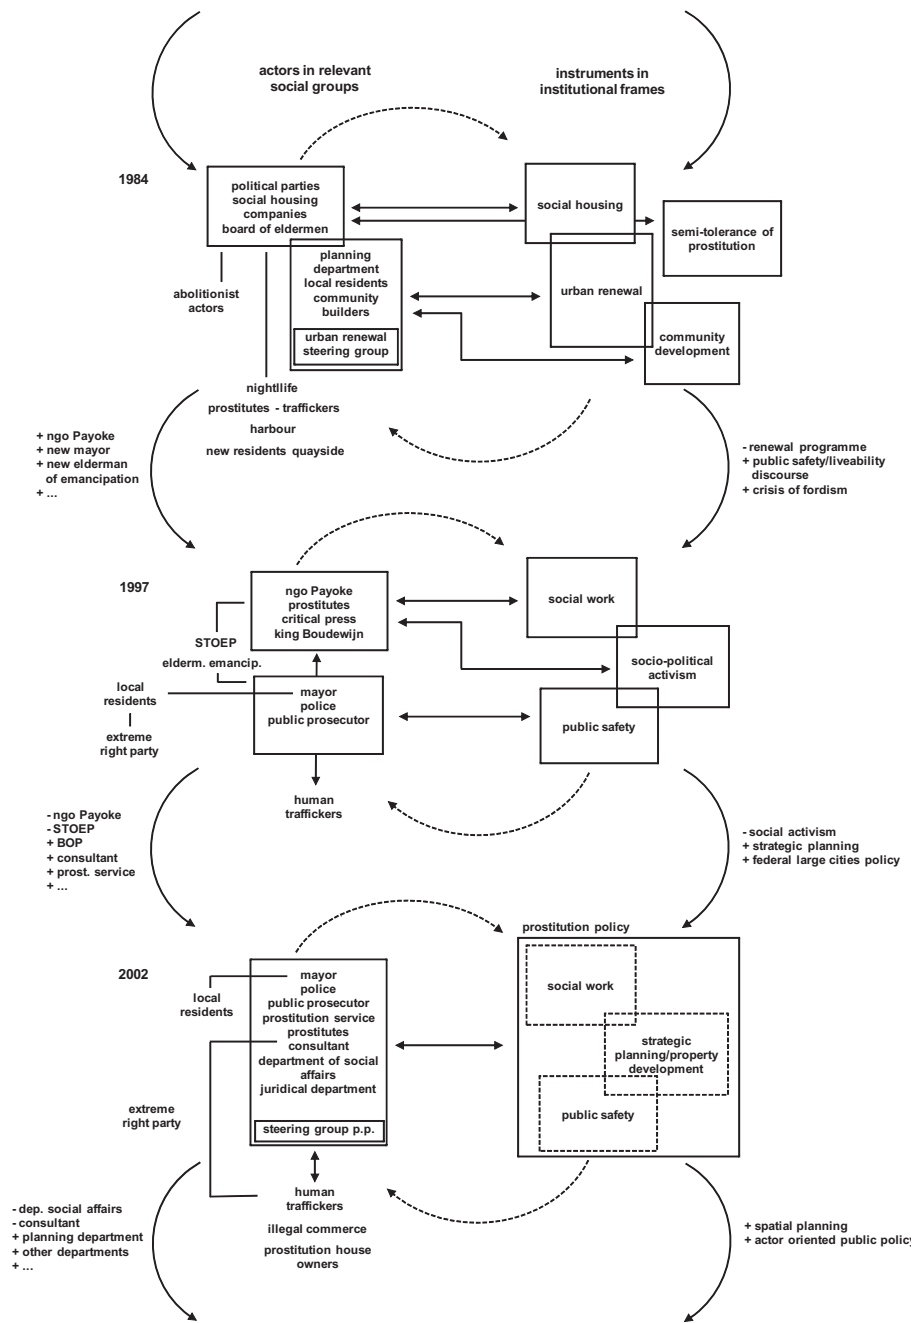 actors in relevant
social groups
instruments in
institutional frames
1984
political parties
social housing
companies
board of eldermen
social housing
semi-tolerance of
prostitution
planning
department
local residents
community
builders
urban renewal
steering group
urban renewal
abolitionist
actors
community
development
nightllife
prostitutes - traffickers
harbour
new residents quayside
+ ngo Payoke
+ new mayor
+ new elderman
of emancipation
+ ...
- renewal programme
+ public safety/liveability
discourse
+ crisis of fordism
1997
ngo Payoke
prostitutes
critical press
king Boudewijn
social work
STOEP
elderm. emancip.
socio-political
activism
local
residents
mayor
police
public prosecutor
public safety
extreme
right party
human
traffickers
- ngo Payoke
- STOEP
+ BOP
+ consultant
+ prost. service
+ ...
- social activism
+ strategic planning
+ federal large cities policy
prostitution policy
2002
local
residents
mayor
police
public prosecutor
prostitution service
prostitutes
consultant
department of social
affairs
juridical department
steering group p.p.
social work
strategic
planning/property
development
public safety
extreme
right party
human
traffickers
illegal commerce
prostitution house
owners
- dep. social affairs
- consultant
+ planning department
+ other departments
+ ...
+ spatial planning
+ actor oriented public policy